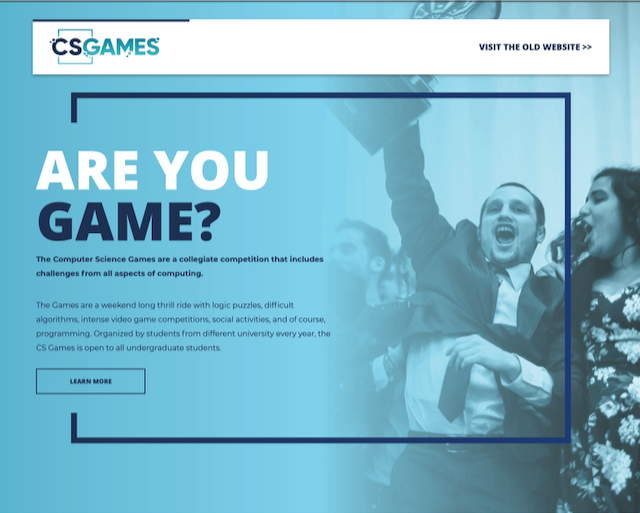 CSGAMES
VISIT THE OLD WEBSITE >>
ARE YOU
GAME?
The Computer Science Games are a collegiate competition that includes
challenges from all aspects of computing.
The Games are a weekend long thrill ride with logic puzzles, difficult
algorithms, intense video game competitions, social activities, and of course,
programming. Organized by students from different university every year, the
CS Games is open to all undergraduate students.
LEARN MORE